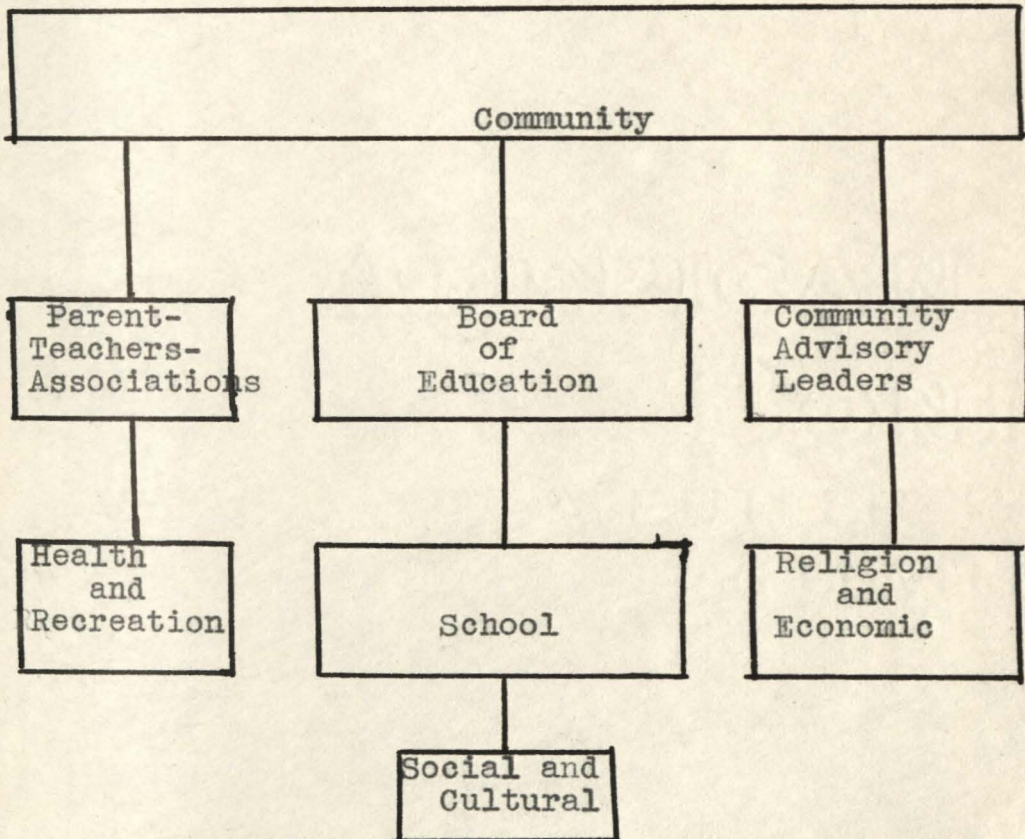 Community
Parent-
Teachers-
Associations
Board
of
Education
Community
Advisory
Leaders
Health
and
Recreation
School
Religion
and
Economic
Social and
Cultural